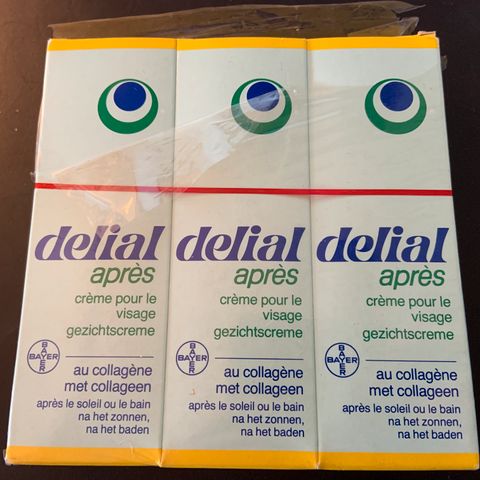 delial
après
crème pour le
visage
gezichtscreme
BAYER
BAYER
au collagène
met collageen
après le soleil ou le bain
na het zonnen,
na het baden
delial
après
crème pour le
visage
gezichtscreme
BAYER
BAYER
au collagène
met collageen
après le soleil ou le bain
na het zonnen,
na het baden
delial
après
crème pour le
visage
gezichtscreme
BAYER
BAYER
au collagène
met collageen
après le soleil ou le bain
na het zonnen,
na het baden